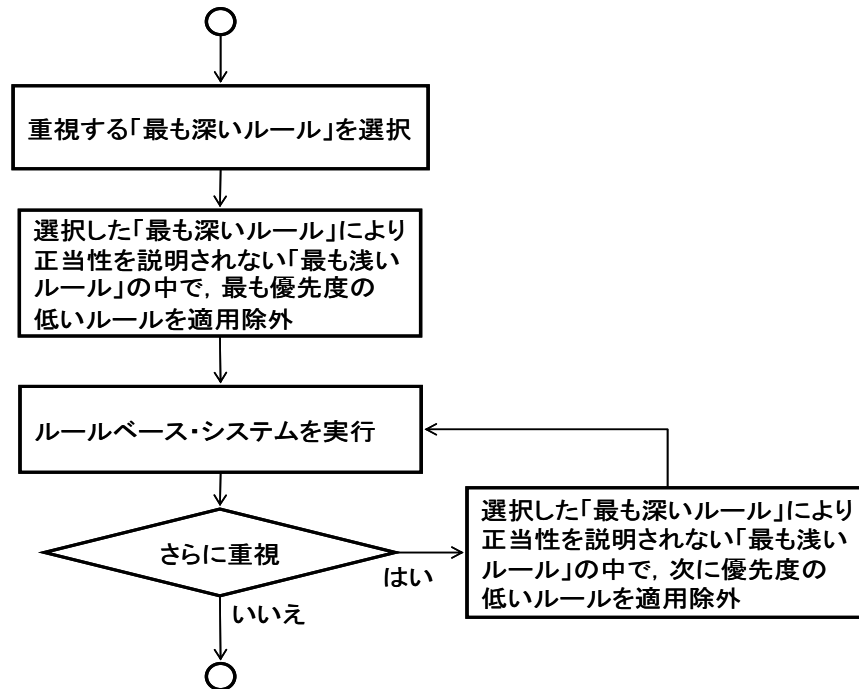 重視する「最も深いルール」を選択
選択した「最も深いルール」により
正当性を説明されない「最も浅い
ルール」の中で，最も優先度の
低いルールを適用除外
ルールベース・システムを実行
さらに重視
はい
いいえ
選択した「最も深いルール」により
正当性を説明されない「最も浅い
ルール」の中で，次に優先度の
低いルールを適用除外